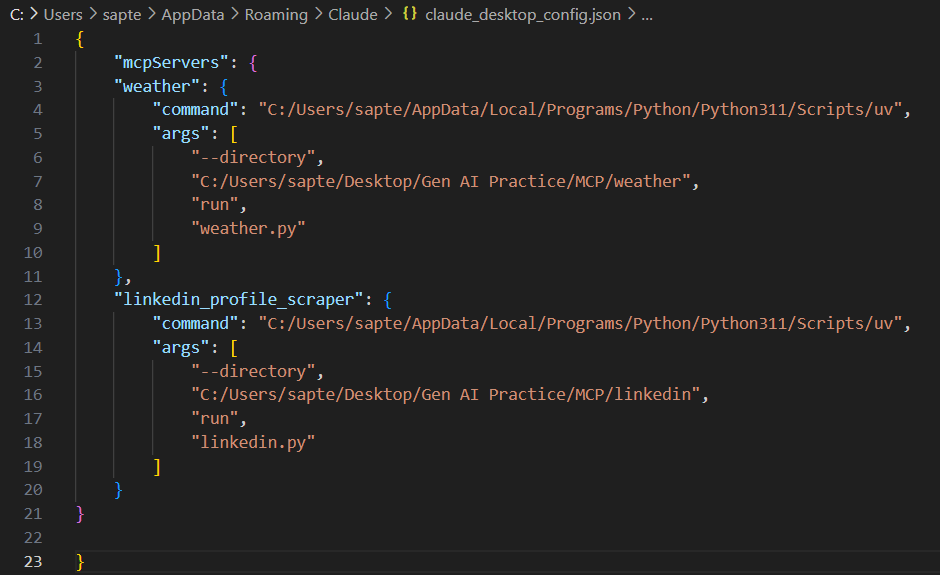 C: > Users > sapte > AppData > Roaming > Claude > {} claude_desktop_config.json > ...
1 {
2     "mcpServers": {
3     "weather": {
4         "command": "C:/Users/sapte/AppData/Local/Programs/Python/Python311/Scripts/uv",
5         "args": [
6             "--directory",
7             "C:/Users/sapte/Desktop/Gen AI Practice/MCP/weather",
8             "run",
9             "weather.py"
10         ]
11     },
12     "linkedin_profile_scraper": {
13         "command": "C:/Users/sapte/AppData/Local/Programs/Python/Python311/Scripts/uv",
14         "args": [
15             "--directory",
16             "C:/Users/sapte/Desktop/Gen AI Practice/MCP/linkedin",
17             "run",
18             "linkedin.py"
19         ]
20     }
21 }
22
23 }